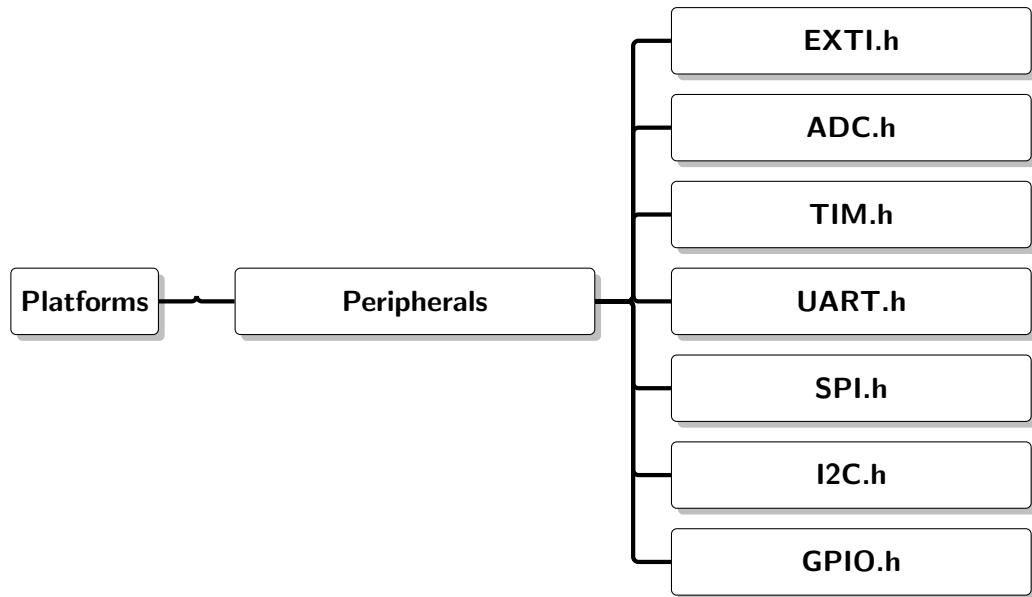 Platforms
Peripherals
EXTI.h
ADC.h
TIM.h
UART.h
SPI.h
I2C.h
GPIO.h